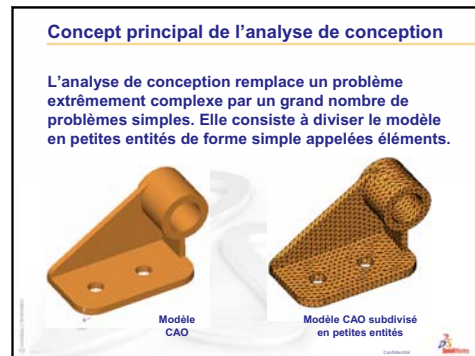 Concept principal de l'analyse de conception
L'analyse de conception remplace un problème
extrêmement complexe par un grand nombre de
problèmes simples. Elle consiste à diviser le modèle
en petites entités de forme simple appelées éléments.
Modèle
CAO
Modèle CAO subdivisé
en petites entités
Confidential
SolidWorks